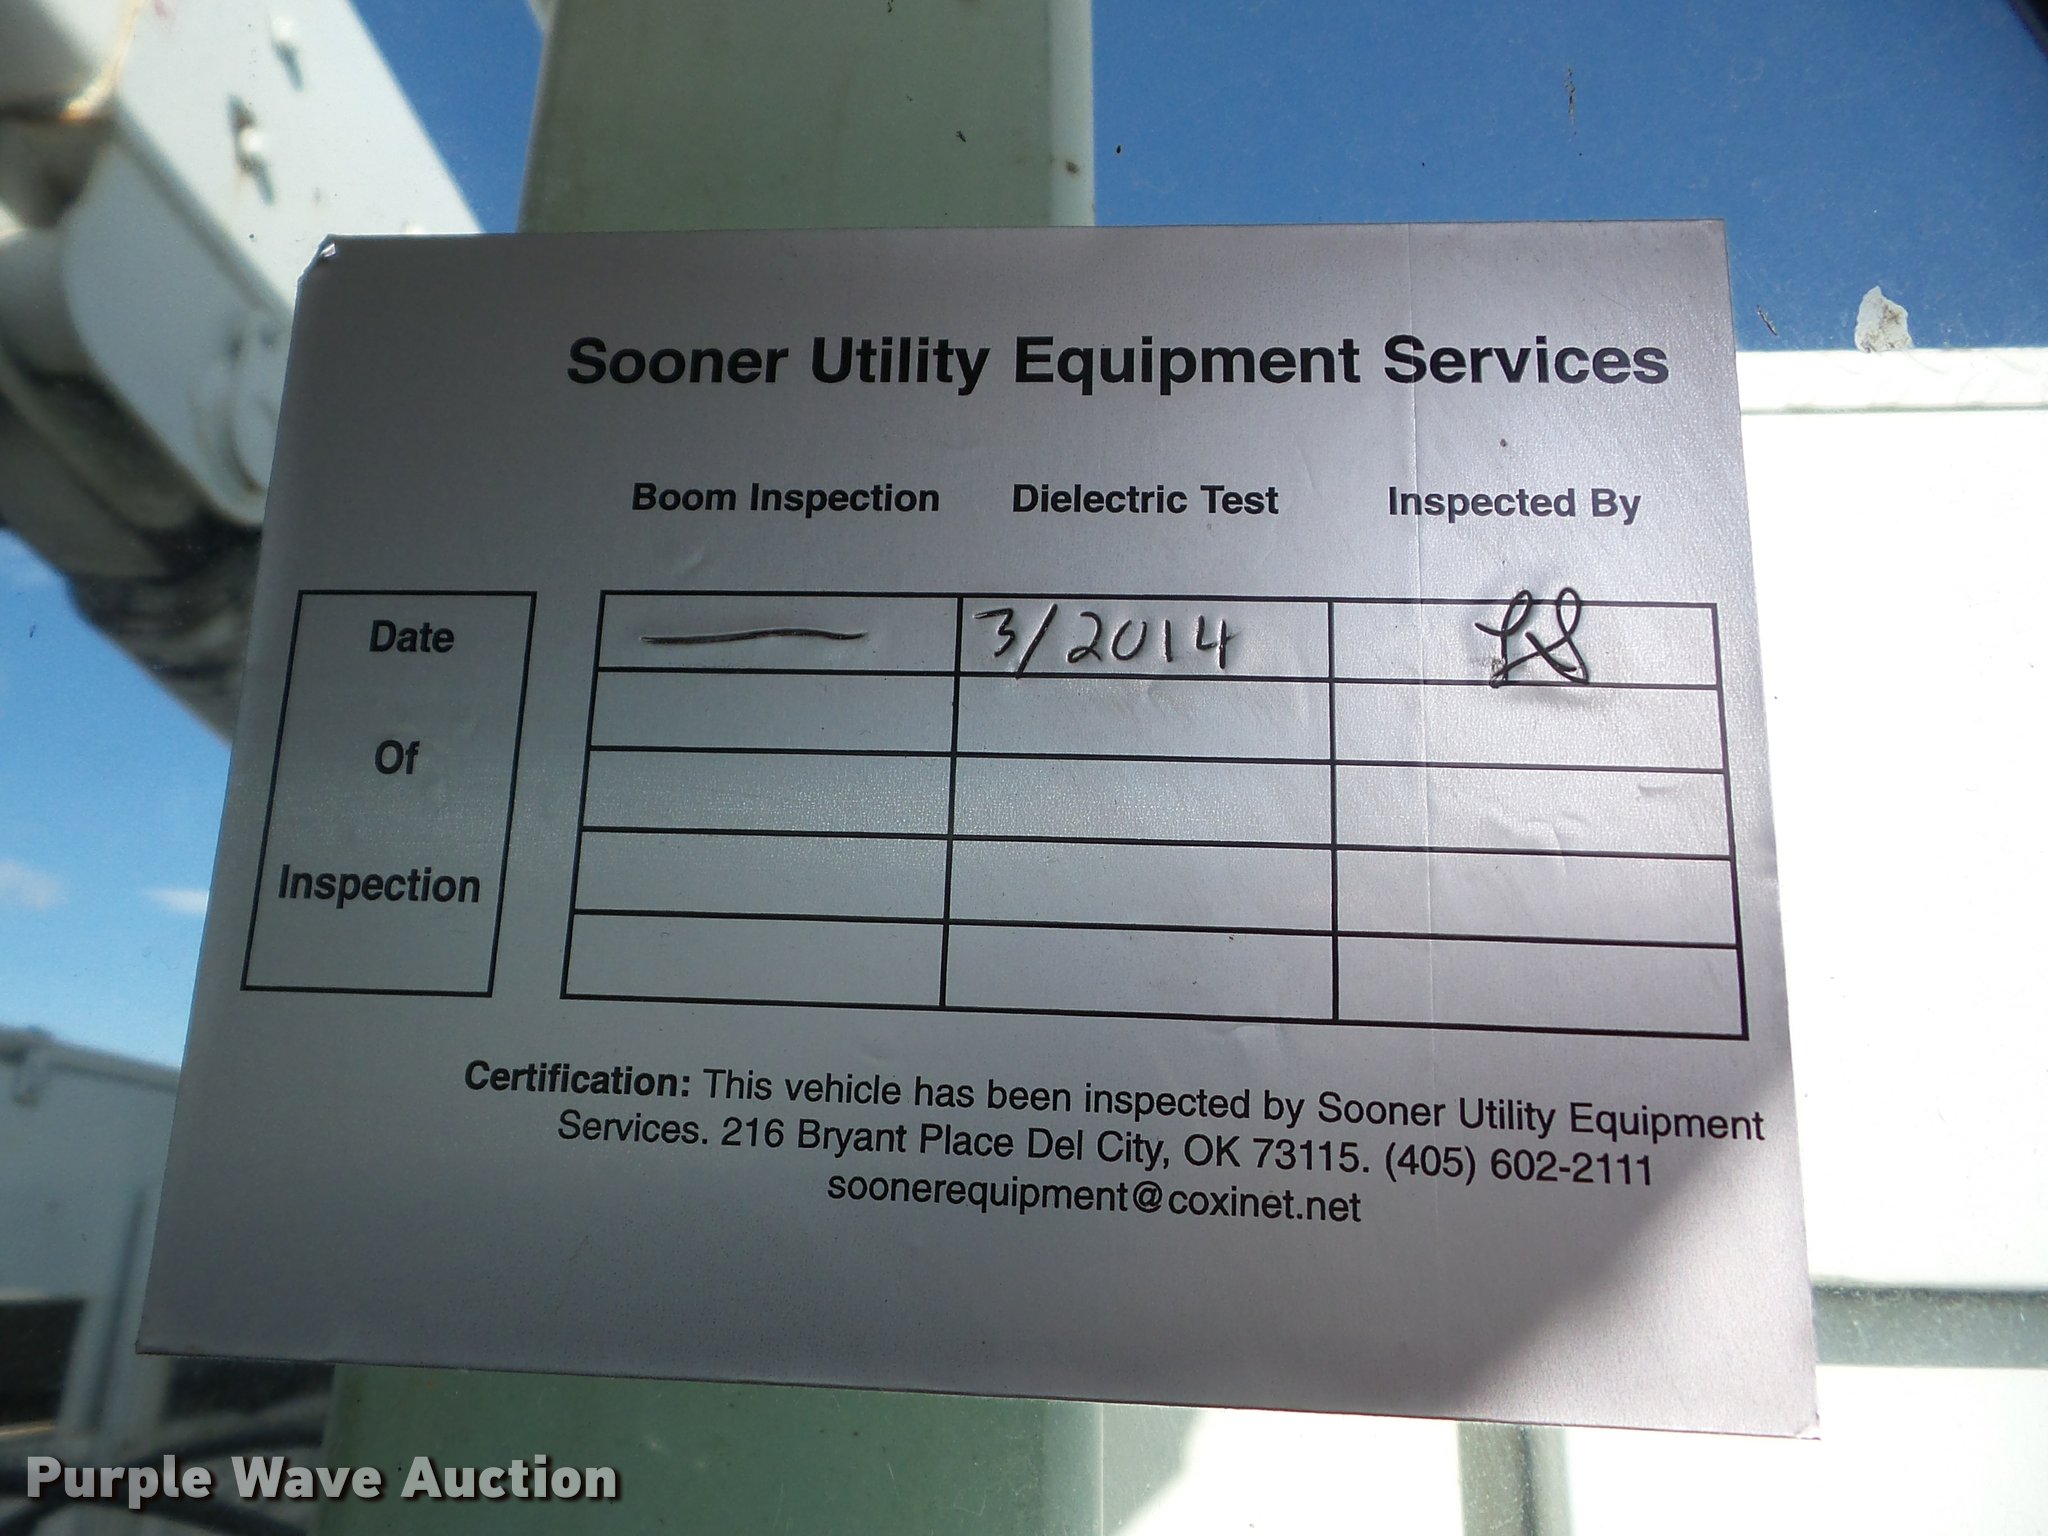 Sooner Utility Equipment Services
Boom Inspection Dielectric Test Inspected By
Date
Of
Inspection
— 3/2014
Certification: This vehicle has been inspected by Sooner Utility Equipment
Services. 216 Bryant Place Del City, OK 73115. (405) 602-2111
soonerequipment@coxinet.net
Purple Wave Auction